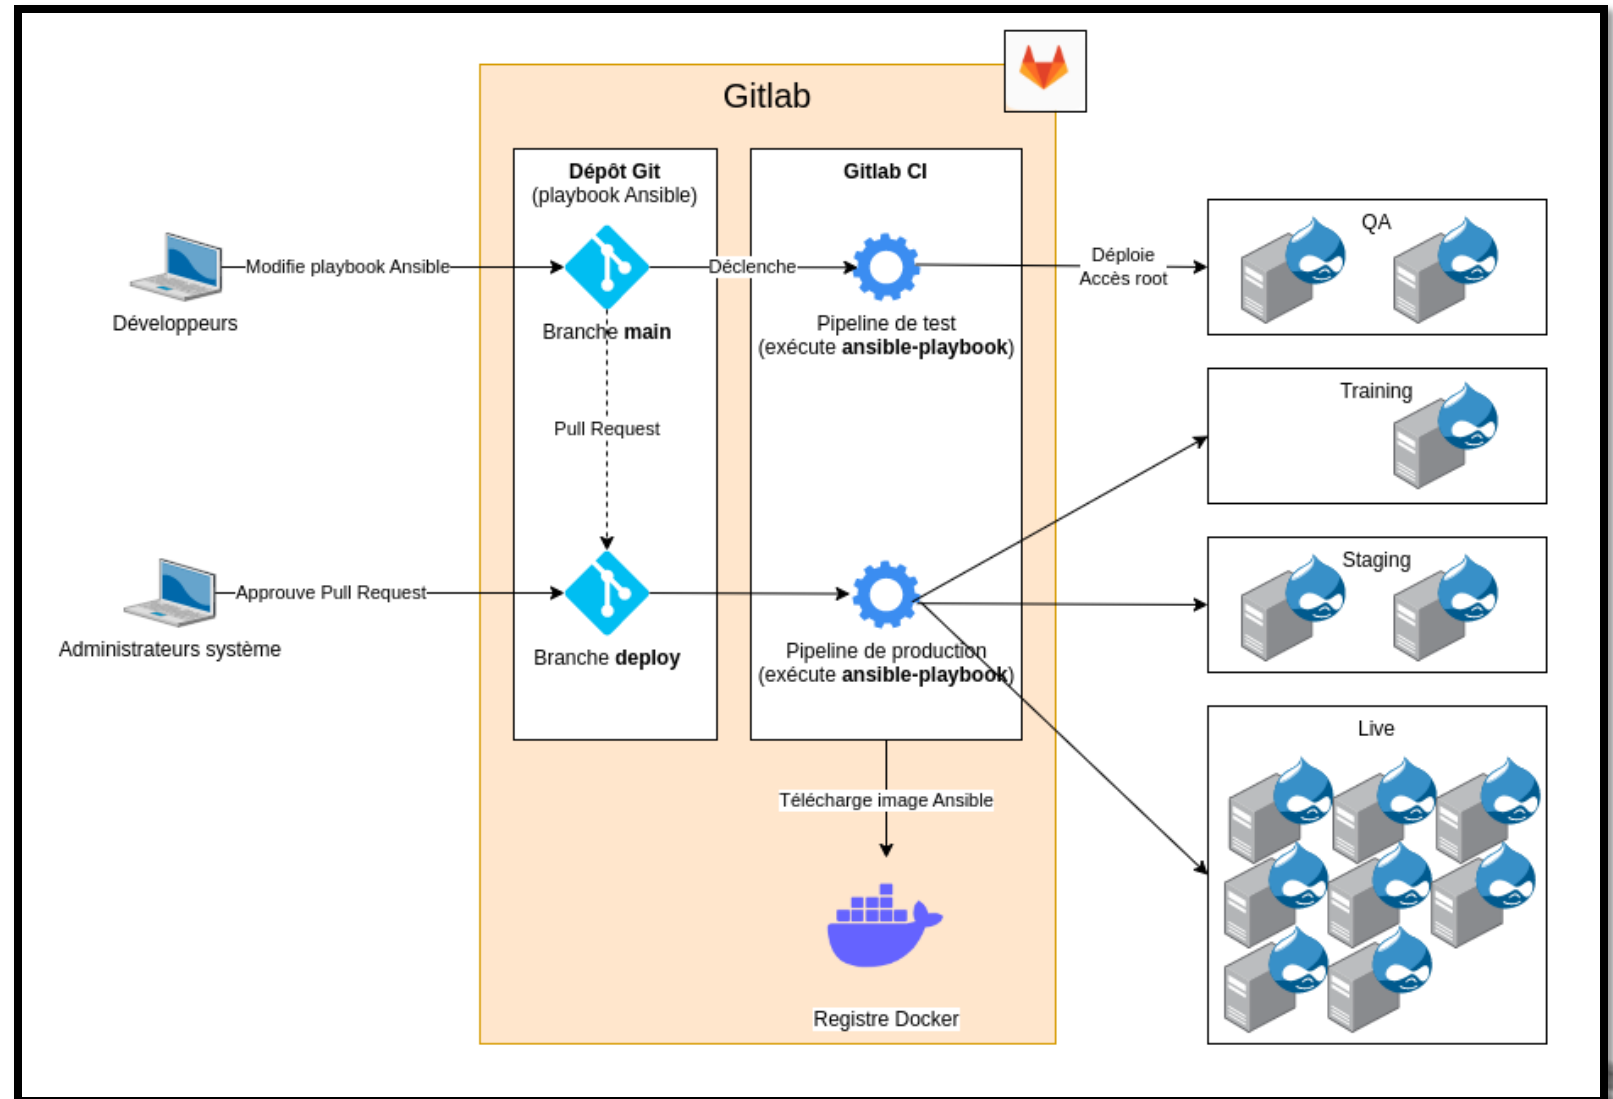 Gitlab
Dépôt Git
(playbook Ansible)
Gitlab CI
QA
Modifie playbook Ansible
Déclenche
Déploie
Accès root
Développeurs
Branche main
Pipeline de test
(exécute ansible-playbook)
Training
Pull Request
Staging
Approuve Pull Request
Administrateurs système
Branche deploy
Pipeline de production
(exécute ansible-playbook)
Live
Télécharge image Ansible
Registre Docker